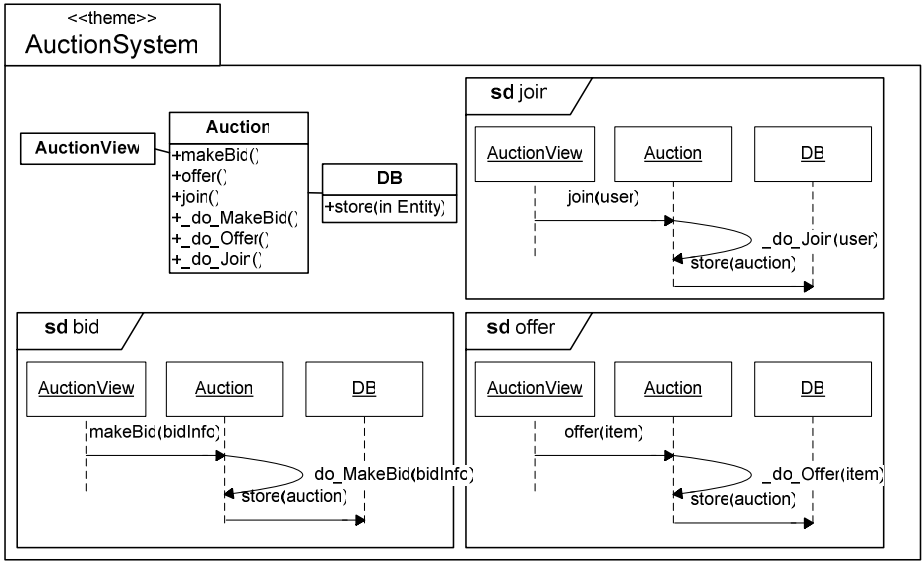 <<theme>>
AuctionSystem
AuctionView
Auction
+makeBid()
+offer()
+join()
+_do_MakeBid()
+_do_Offer()
+_do_Join()
DB
+store(in Entity)
sd join
AuctionView
Auction
DB
join(user)
_do_Join(user)
store(auction)
sd bid
AuctionView
Auction
DB
makeBid(bidInfo)
do_MakeBid(bidInfo)
store(auction)
sd offer
AuctionView
Auction
DB
offer(item)
_do_Offer(item)
store(auction)